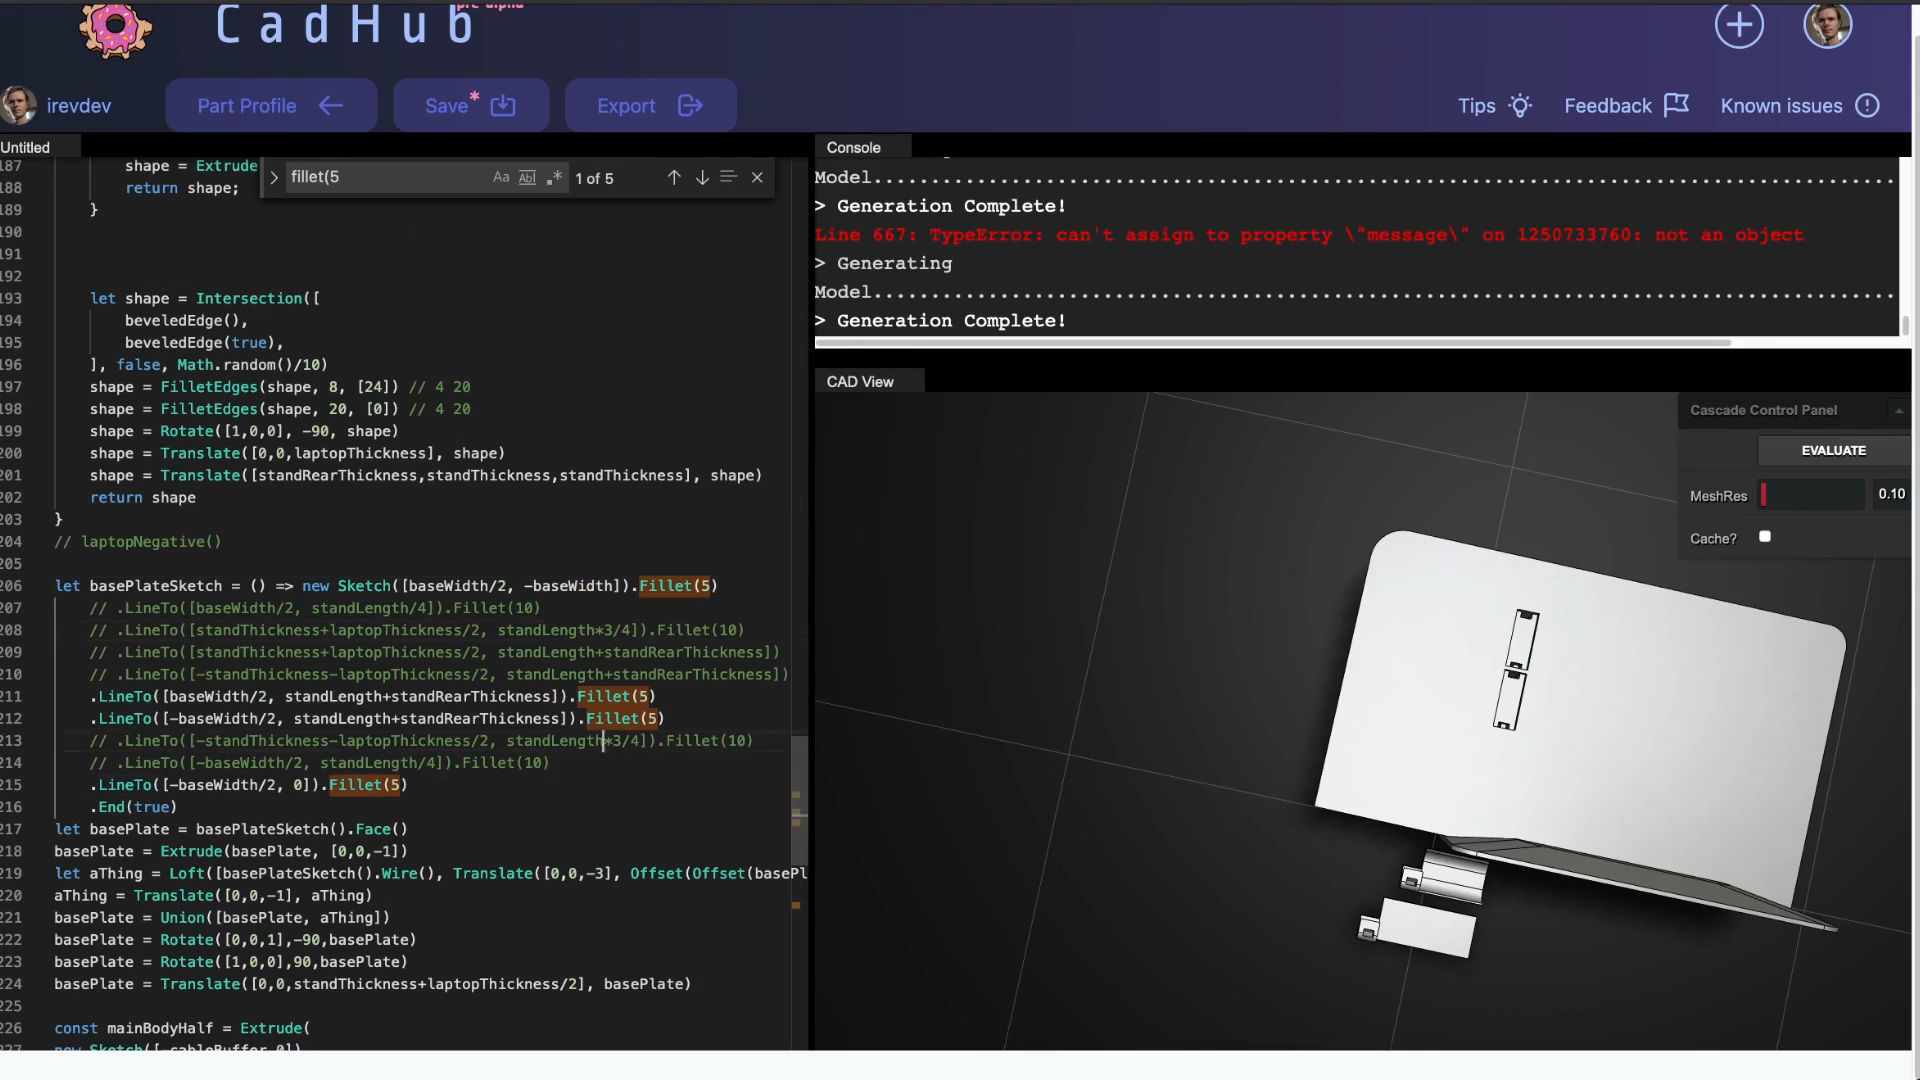 CadHub
pre alpha
irevdev
Part Profile
Save*
Export
Tips
Feedback
Known issues
Untitled
187 shape = Extrude
188 return shape;
189 }
190
191
192
193 let shape = Intersection([
194 beveledEdge(),
195 beveledEdge(true),
196 ], false, Math.random()/10)
197 shape = FilletEdges(shape, 8, [24]) // 4 20
198 shape = FilletEdges(shape, 20, [0]) // 4 20
199 shape = Rotate([1,0,0], -90, shape)
200 shape = Translate([0,0,laptopThickness], shape)
201 shape = Translate([standRearThickness,standThickness,standThickness], shape)
202 return shape
203 }
204 // laptopNegative()
205
206 let basePlateSketch = () => new Sketch([baseWidth/2, -baseWidth]).Fillet(5)
207 // .LineTo([baseWidth/2, standLength/4]).Fillet(10)
208 // .LineTo([standThickness+laptopThickness/2, standLength*3/4]).Fillet(10)
209 // .LineTo([standThickness+laptopThickness/2, standLength+standRearThickness])
210 // .LineTo([-standThickness-laptopThickness/2, standLength+standRearThickness])
211 .LineTo([baseWidth/2, standLength+standRearThickness]).Fillet(5)
212 .LineTo([-baseWidth/2, standLength+standRearThickness]).Fillet(5)
213 // .LineTo([-standThickness-laptopThickness/2, standLength*3/4]).Fillet(10)
214 // .LineTo([-baseWidth/2, standLength/4]).Fillet(10)
215 .LineTo([-baseWidth/2, 0]).Fillet(5)
216 .End(true)
217 let basePlate = basePlateSketch().Face()
218 basePlate = Extrude(basePlate, [0,0,-1])
219 let aThing = Loft([basePlateSketch().Wire(), Translate([0,0,-3], Offset(Offset(basePl
220 aThing = Translate([0,0,-1], aThing)
221 basePlate = Union([basePlate, aThing])
222 basePlate = Rotate([0,0,1],-90,basePlate)
223 basePlate = Rotate([1,0,0],90,basePlate)
224 basePlate = Translate([0,0,standThickness+laptopThickness/2], basePlate)
225
226 const mainBodyHalf = Extrude(
227 new Sketch([-cableBuffer,0])
fillet(5
Aa
Abl
.*
1 of 5
Console
Model..........................................................................................
> Generation Complete!
Line 667: TypeError: can't assign to property \"message\" on 1250733760: not an object
> Generating
Model..........................................................................................
> Generation Complete!
CAD View
Cascade Control Panel
EVALUATE
MeshRes
0.10
Cache?